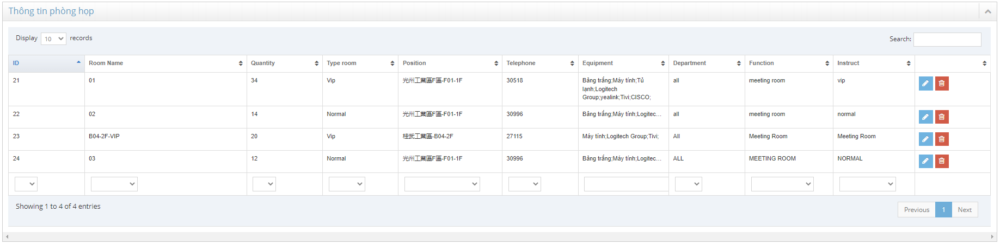 Thông tin phòng họp
Display 10 records
Search:
ID Room Name Quantity Type room Position Telephone Equipment Department Function Instruct
21 01 34 Vip 光州工業區F區-F01-1F 30518 Bảng trắng;Máy tính;Tủ all meeting room vip
lạnh;Logitech
Group;yealink;Tivi;CISCO;
22 02 14 Normal 光州工業區F區-F01-1F 30996 Bảng trắng;Máy tính;Logitec... all meeting room normal
23 B04-2F-VIP 20 Vip 桂武工業區-B04-2F 27115 Máy tính;Logitech Group;Tivi; All Meeting Room Meeting Room
24 03 12 Normal 光州工業區F區-F01-1F 30996 Bảng trắng;Máy tính;Logitec... ALL MEETING ROOM NORMAL
Showing 1 to 4 of 4 entries
Previous 1 Next